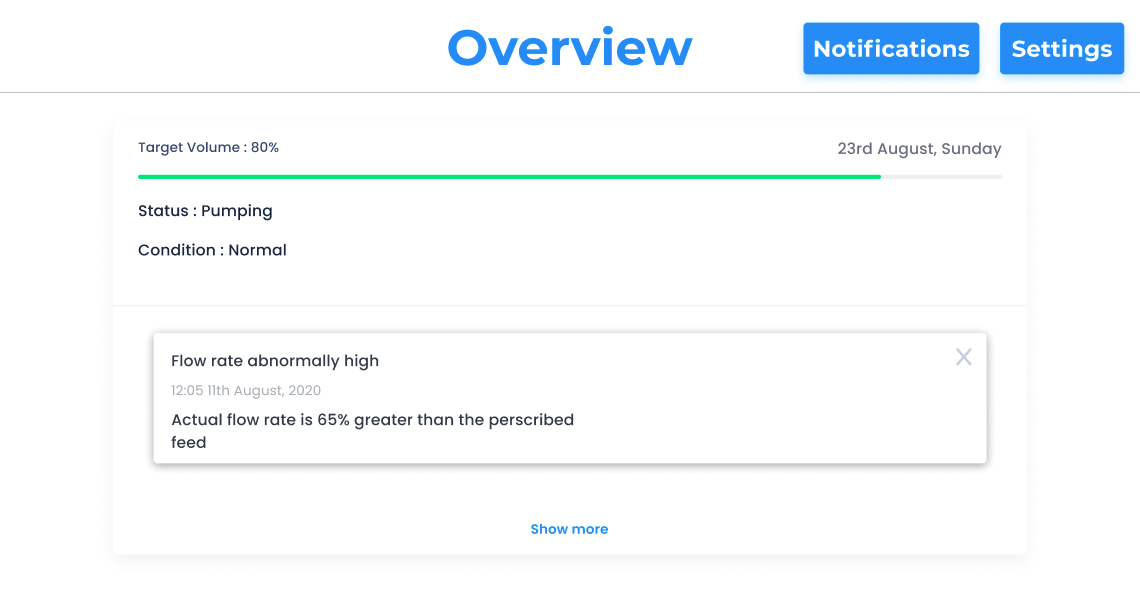 Overview
Notifications
Settings
Target Volume : 80%
23rd August, Sunday
Status : Pumping
Condition : Normal
Flow rate abnormally high
12:05 11th August, 2020
Actual flow rate is 65% greater than the perscribed
feed
Show more